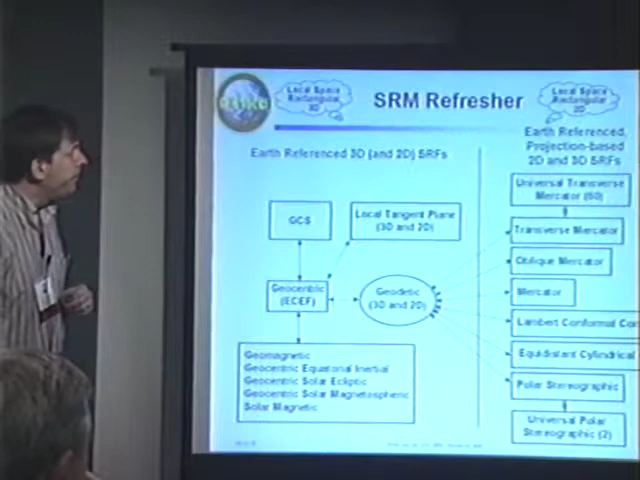 Local Space
Rectangular
3D
SRM Refresher
Local Space
Rectangular
2D
Earth Referenced 3D (and 2D) SRFs
Earth Referenced,
Projection-based
2D and 3D SRFs
GCS
Local Tangent Plane
(3D and 2D)
Geocentric
(ECEF)
Geodetic
(3D and 2D)
Geomagnetic
Geocentric Equatorial Inertial
Geocentric Solar Ecliptic
Geocentric Solar Magnetospheric
Solar Magnetic
Universal Transverse
Mercator (60)
Transverse Mercator
Oblique Mercator
Mercator
Lambert Conformal Con
Equidistant Cylindrical
Polar Stereographic
Universal Polar
Stereographic (2)